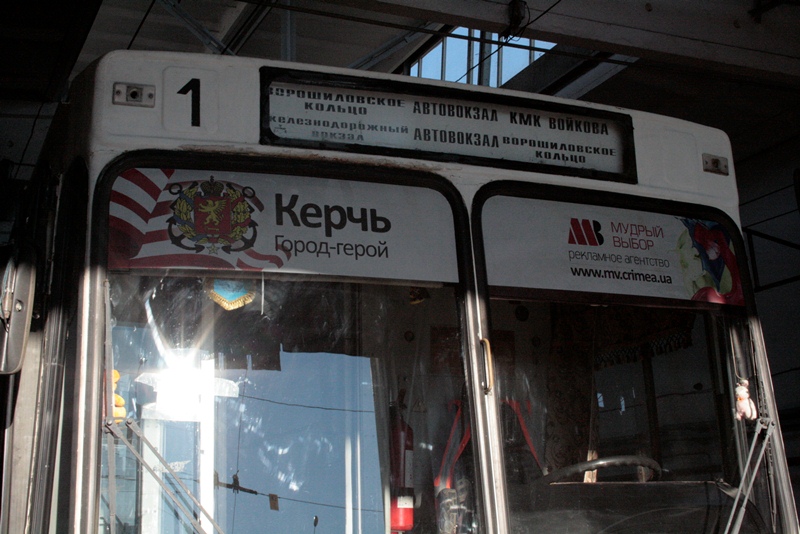 1
ВОРОШИЛОВСКОЕ КОЛЬЦО АВТОВОКЗАЛ КМК ВОЙКОВА
ЖЕЛЕЗНОДОРОЖНЫЙ ВОКЗАЛ АВТОВОКЗАЛ ВОРОШИЛОВСКОЕ КОЛЬЦО
Керчь
Город-герой
МВ МУДРЫЙ
ВЫБОР
рекламное агентство
www.mv.crimea.ua